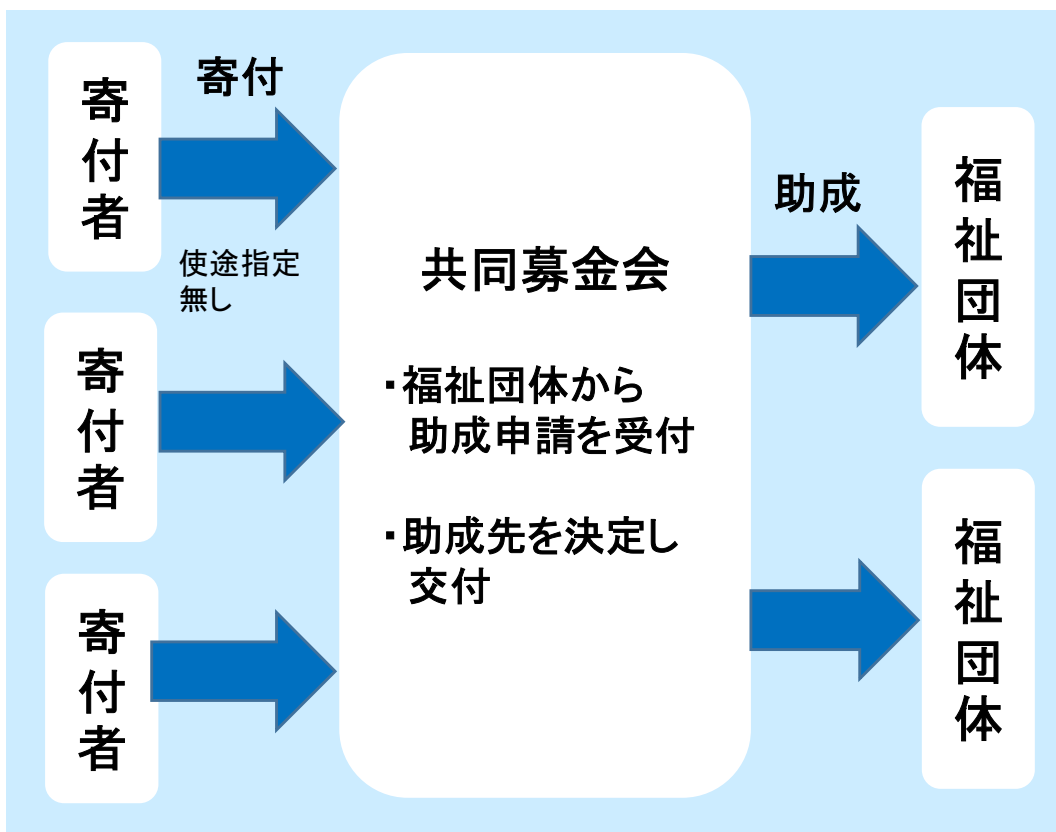 寄付者
寄付
使途指定
無し
寄付者
寄付者
共同募金会
・福祉団体から
助成申請を受付
・助成先を決定し
交付
助成
福祉団体
福祉団体